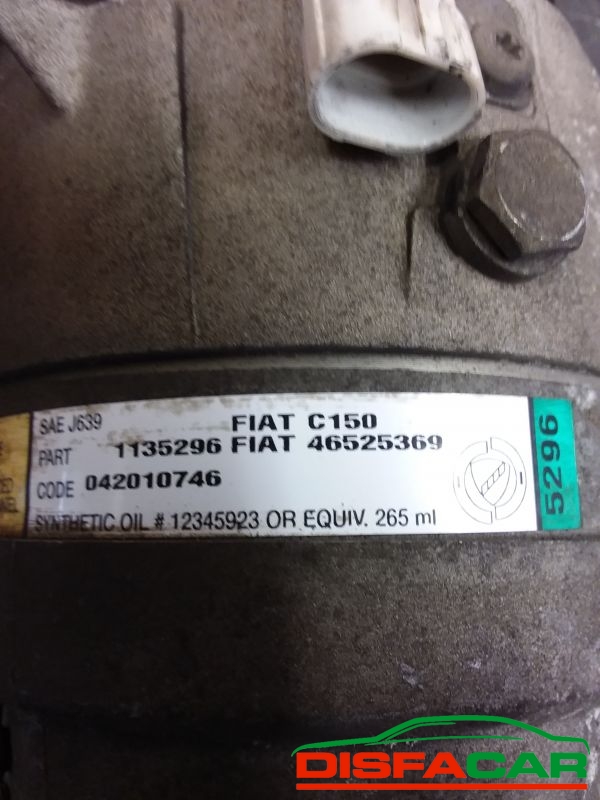 SAE J639
FIAT C150
PART 1135296 FIAT 46525369
CODE 042010746
SYNTHETIC OIL # 12345923 OR EQUIV. 265 ml
5296
DISFACAR